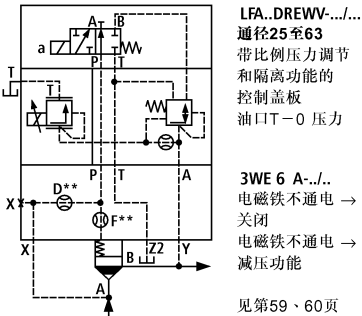 A B
a
P T
T
T
P T A
D**
X
F**
X
Z2 Y
B
A
LFA..DREWV-.../...
通径25至63
带比例压力调节
和隔离功能的
控制盖板
油口T－0 压力
3WE 6 A-../..
电磁铁不通电 →
关闭
电磁铁不通电 →
减压功能
见第59、60页